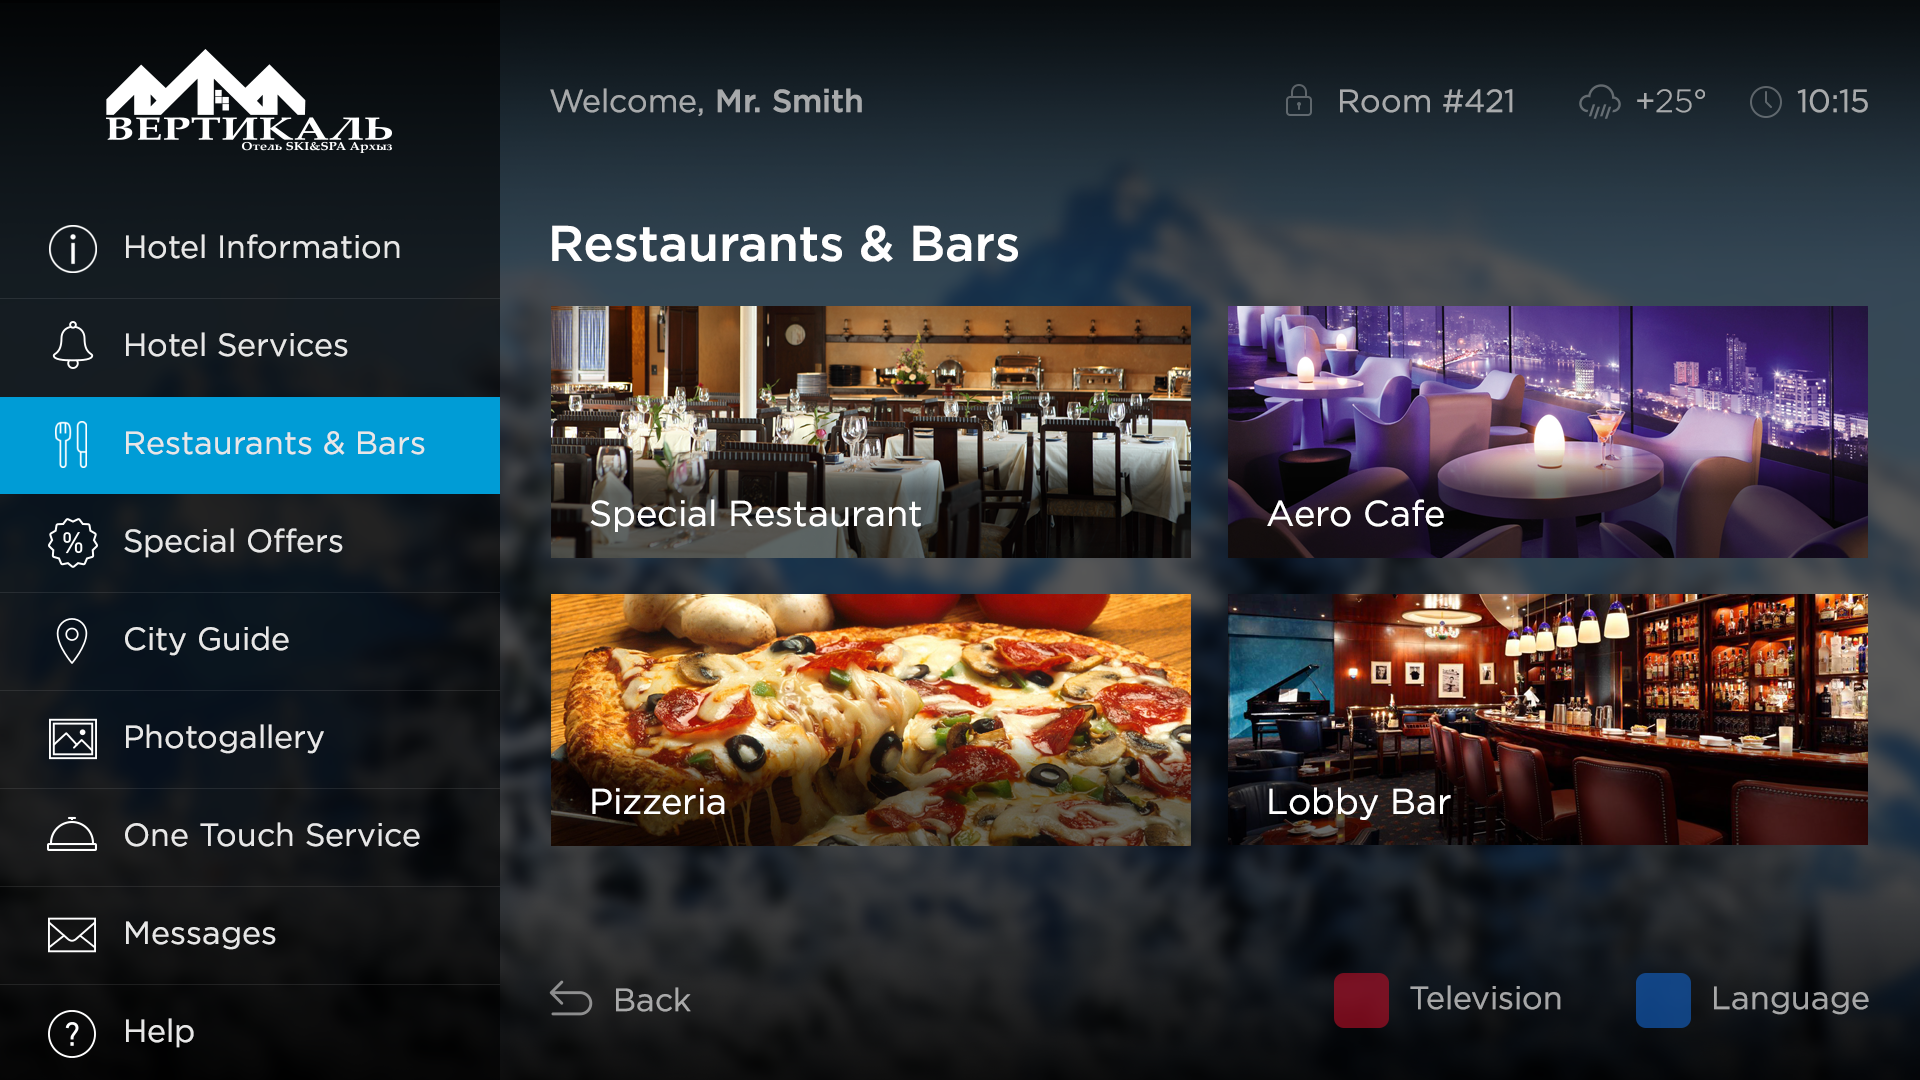 ВЕРТИКАЛЬ
Отель SKI&SPA Архыз
Welcome, Mr. Smith
Room #421
+25°
10:15
Hotel Information
Hotel Services
Restaurants & Bars
Special Offers
City Guide
Photogallery
One Touch Service
Messages
Help
Restaurants & Bars
Special Restaurant
Aero Cafe
Pizzeria
Lobby Bar
Back
Television
Language